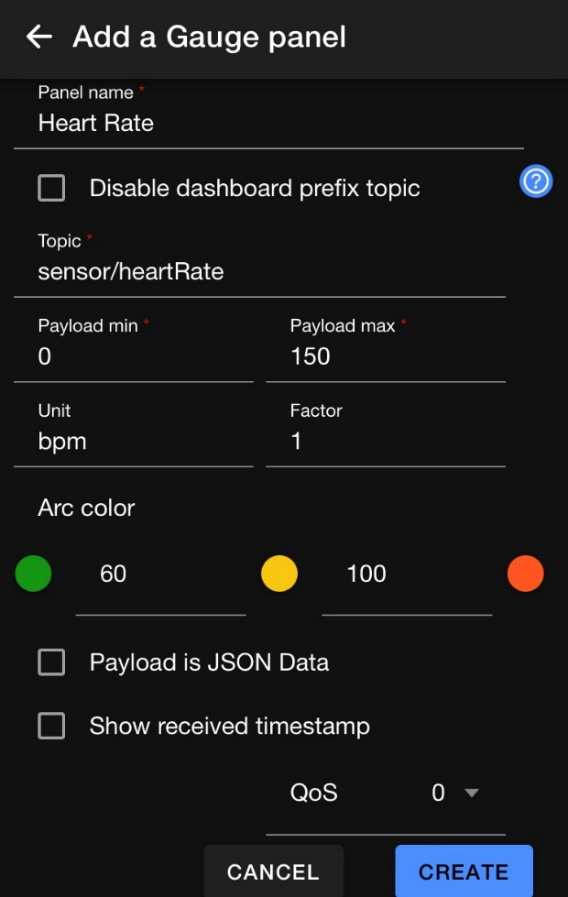 ← Add a Gauge panel
Panel name *
Heart Rate
Disable dashboard prefix topic ?
Topic *
sensor/heartRate
Payload min * Payload max *
0 150
Unit Factor
bpm 1
Arc color
60 100
Payload is JSON Data
Show received timestamp
QoS 0
CANCEL CREATE